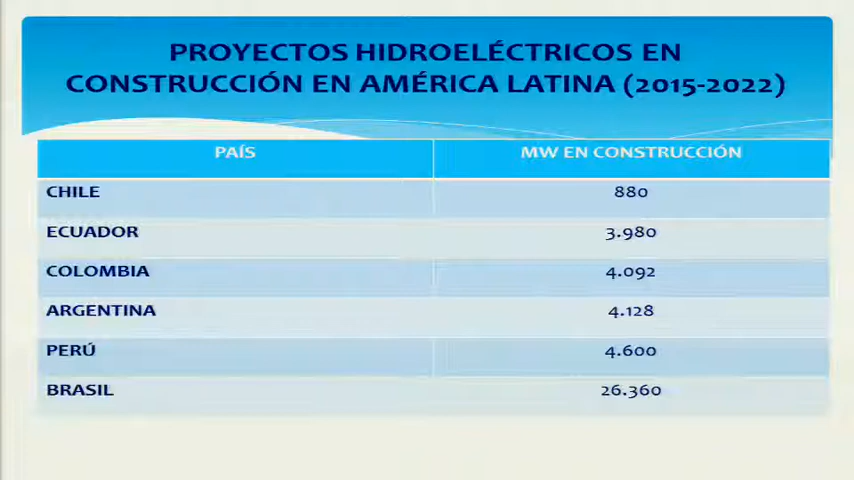 PROYECTOS HIDROELÉCTRICOS EN
CONSTRUCCIÓN EN AMÉRICA LATINA (2015-2022)
PAÍS MW EN CONSTRUCCIÓN
CHILE 880
ECUADOR 3.980
COLOMBIA 4.092
ARGENTINA 4.128
PERÚ 4.600
BRASIL 26.360